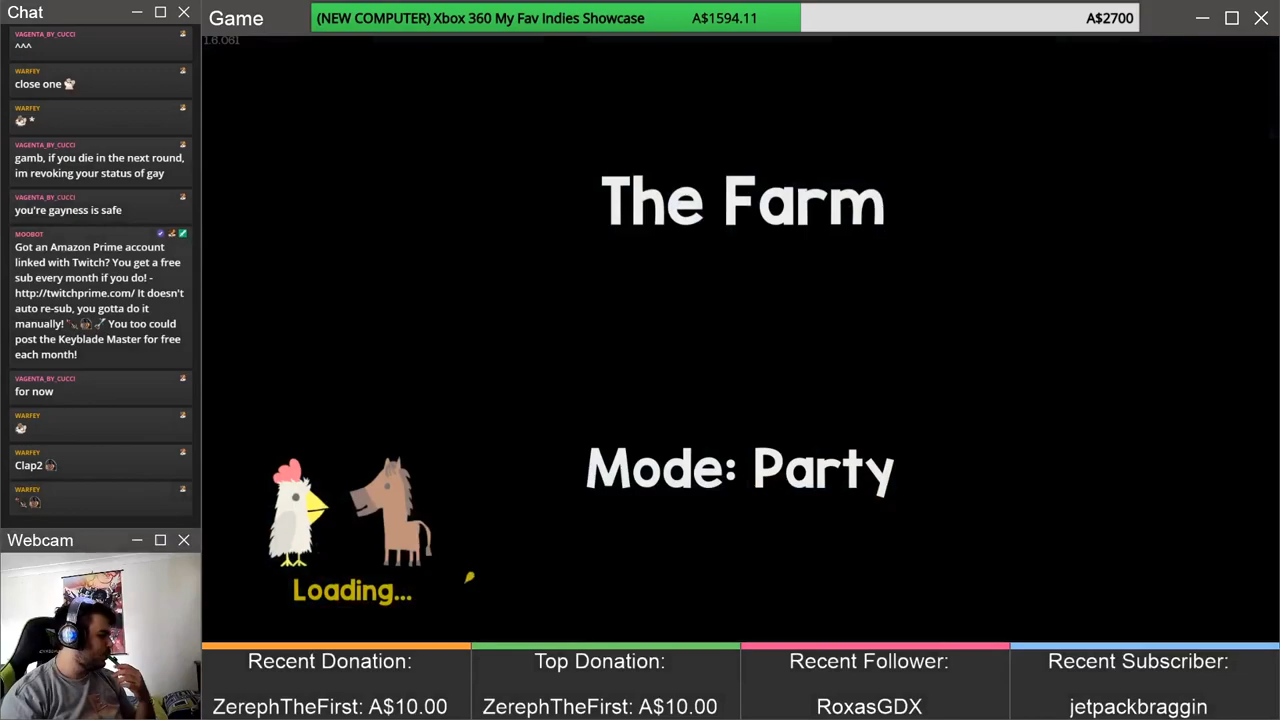 Chat
Game
(NEW COMPUTER) Xbox 360 My Fav Indies Showcase
A$1594.11
A$2700
1.6.061
VAGENTA_BY_CUCCI
^^^
WARFEY
close one
WARFEY
*
VAGENTA_BY_CUCCI
gamb, if you die in the next round,
im revoking your status of gay
VAGENTA_BY_CUCCI
you're gayness is safe
MOOBOT
Got an Amazon Prime account
linked with Twitch? You get a free
sub every month if you do! -
http://twitchprime.com/ It doesn't
auto re-sub, you gotta do it
manually! You too could
post the Keyblade Master for free
each month!
VAGENTA_BY_CUCCI
for now
WARFEY
WARFEY
Clap2
WARFEY
The Farm
Mode: Party
Loading...
Webcam
Recent Donation:
ZerephTheFirst: A$10.00
Top Donation:
ZerephTheFirst: A$10.00
Recent Follower:
RoxasGDX
Recent Subscriber:
jetpackbraggin